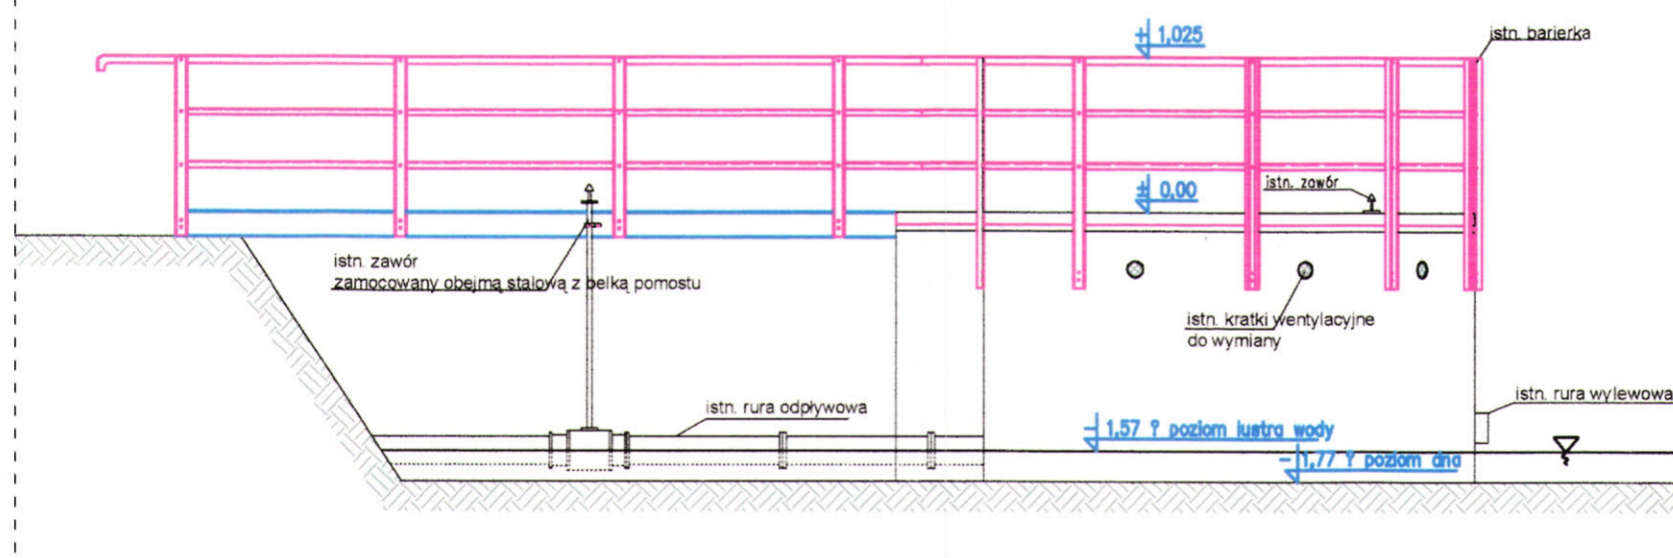 + 1,025
istn. barierka
± 0,00
istn. zawór
istn. zawór
zamocowany obejmą stalową z belką pomostu
istn. kratki wentylacyjne
do wymiany
istn. rura odpływowa
istn. rura wylewowa
- 1,57 ? poziom lustra wody
- 1,77 ? poziom dna